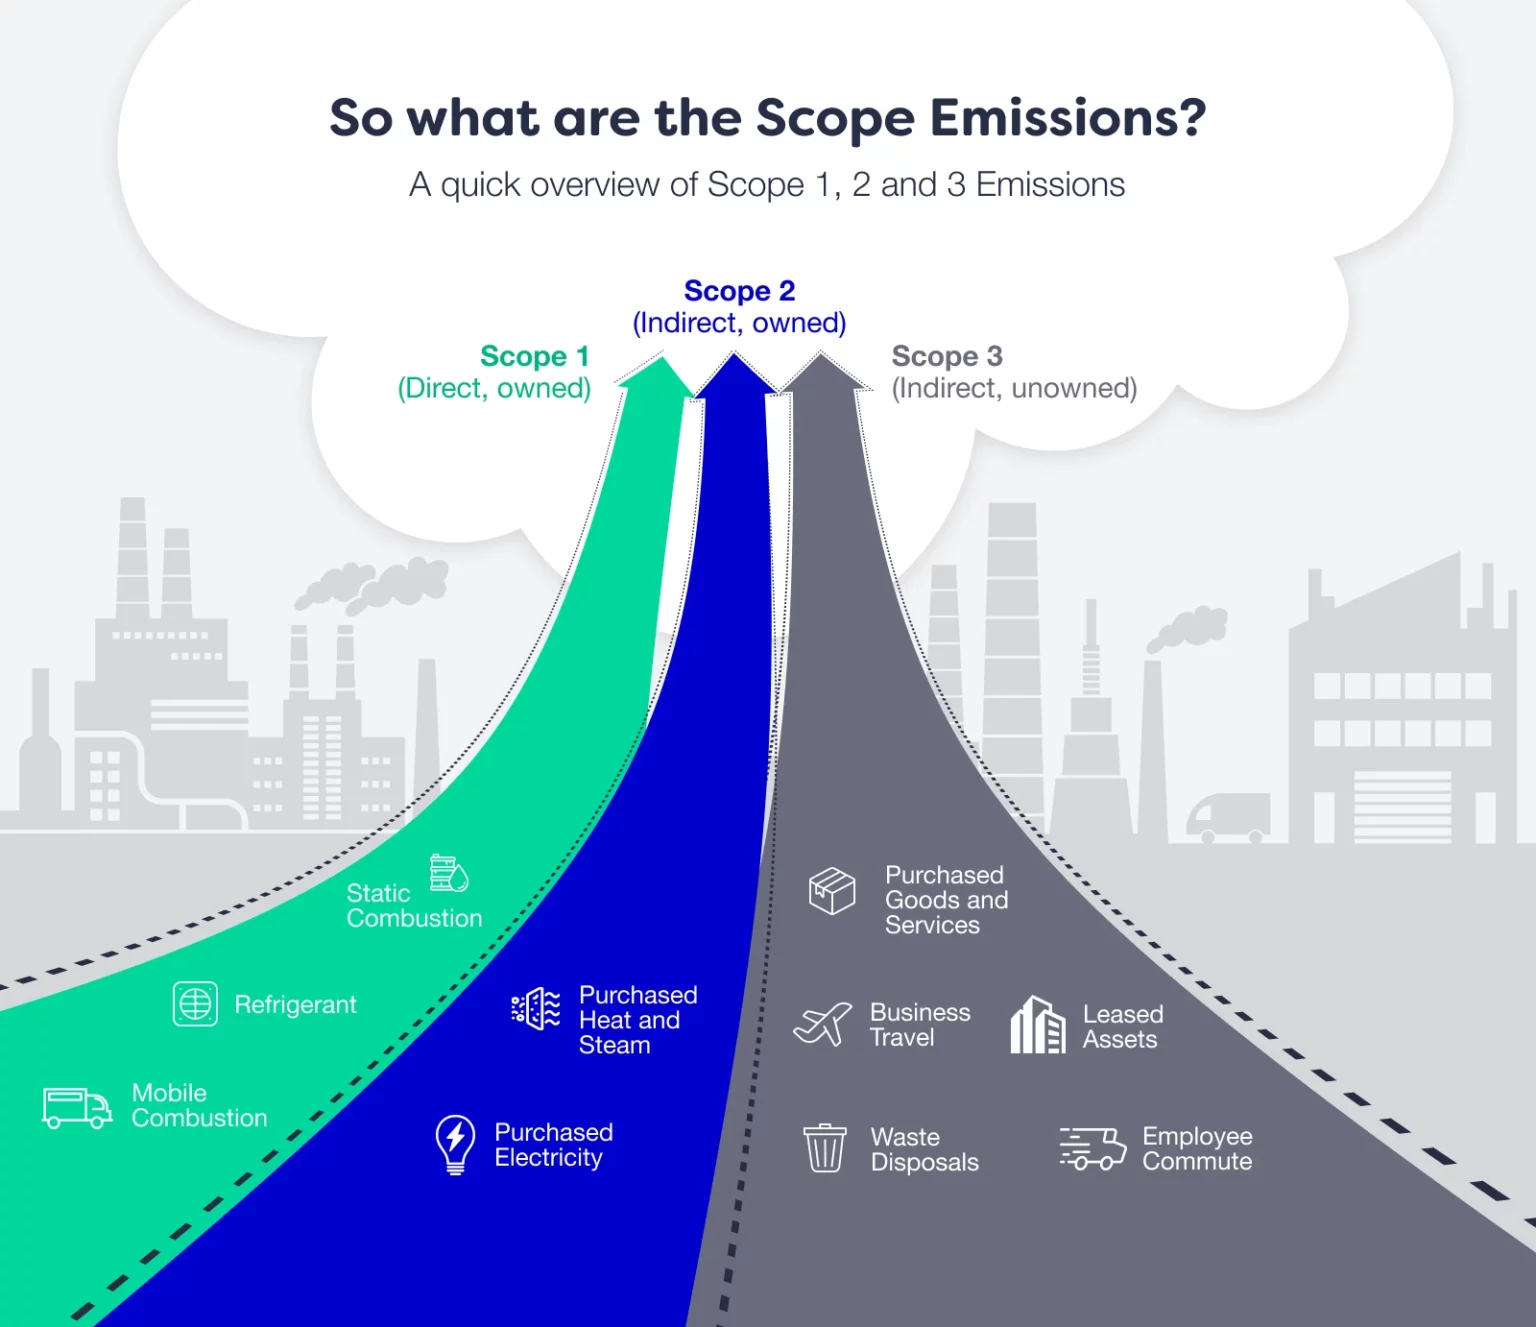 So what are the Scope Emissions?
A quick overview of Scope 1, 2 and 3 Emissions
Scope 2
(Indirect, owned)
Scope 1
(Direct, owned)
Scope 3
(Indirect, unowned)
Static
Combustion
Refrigerant
Mobile
Combustion
Purchased
Heat and
Steam
Purchased
Electricity
Purchased
Goods and
Services
Business
Travel
Leased
Assets
Waste
Disposals
Employee
Commute